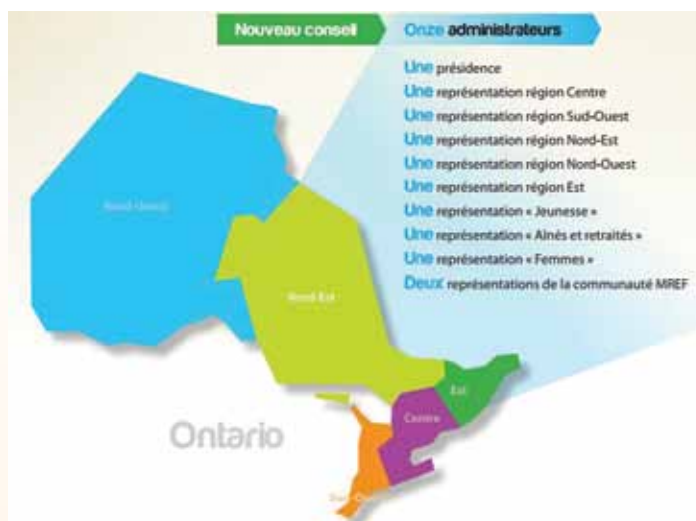 Nouveau conseil
Onze administrateurs
Une présidence
Une représentation région Centre
Une représentation région Sud-Ouest
Une représentation région Nord-Est
Une représentation région Nord-Ouest
Une représentation région Est
Une représentation « Jeunesse »
Une représentation « Aînés et retraités »
Une représentation « Femmes »
Deux représentations de la communauté MREF
Nord-Ouest
Nord-Est
Est
Centre
Ontario